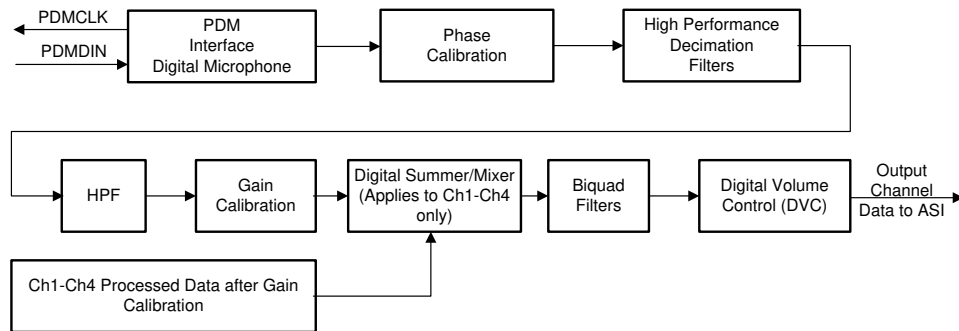 PDMCLK
PDMDIN
PDM
Interface
Digital Microphone
Phase
Calibration
High Performance
Decimation
Filters
HPF
Gain
Calibration
Digital Summer/Mixer
(Applies to Ch1-Ch4
only)
Biquad
Filters
Digital Volume
Control (DVC)
Output
Channel
Data to ASI
Ch1-Ch4 Processed Data after Gain
Calibration